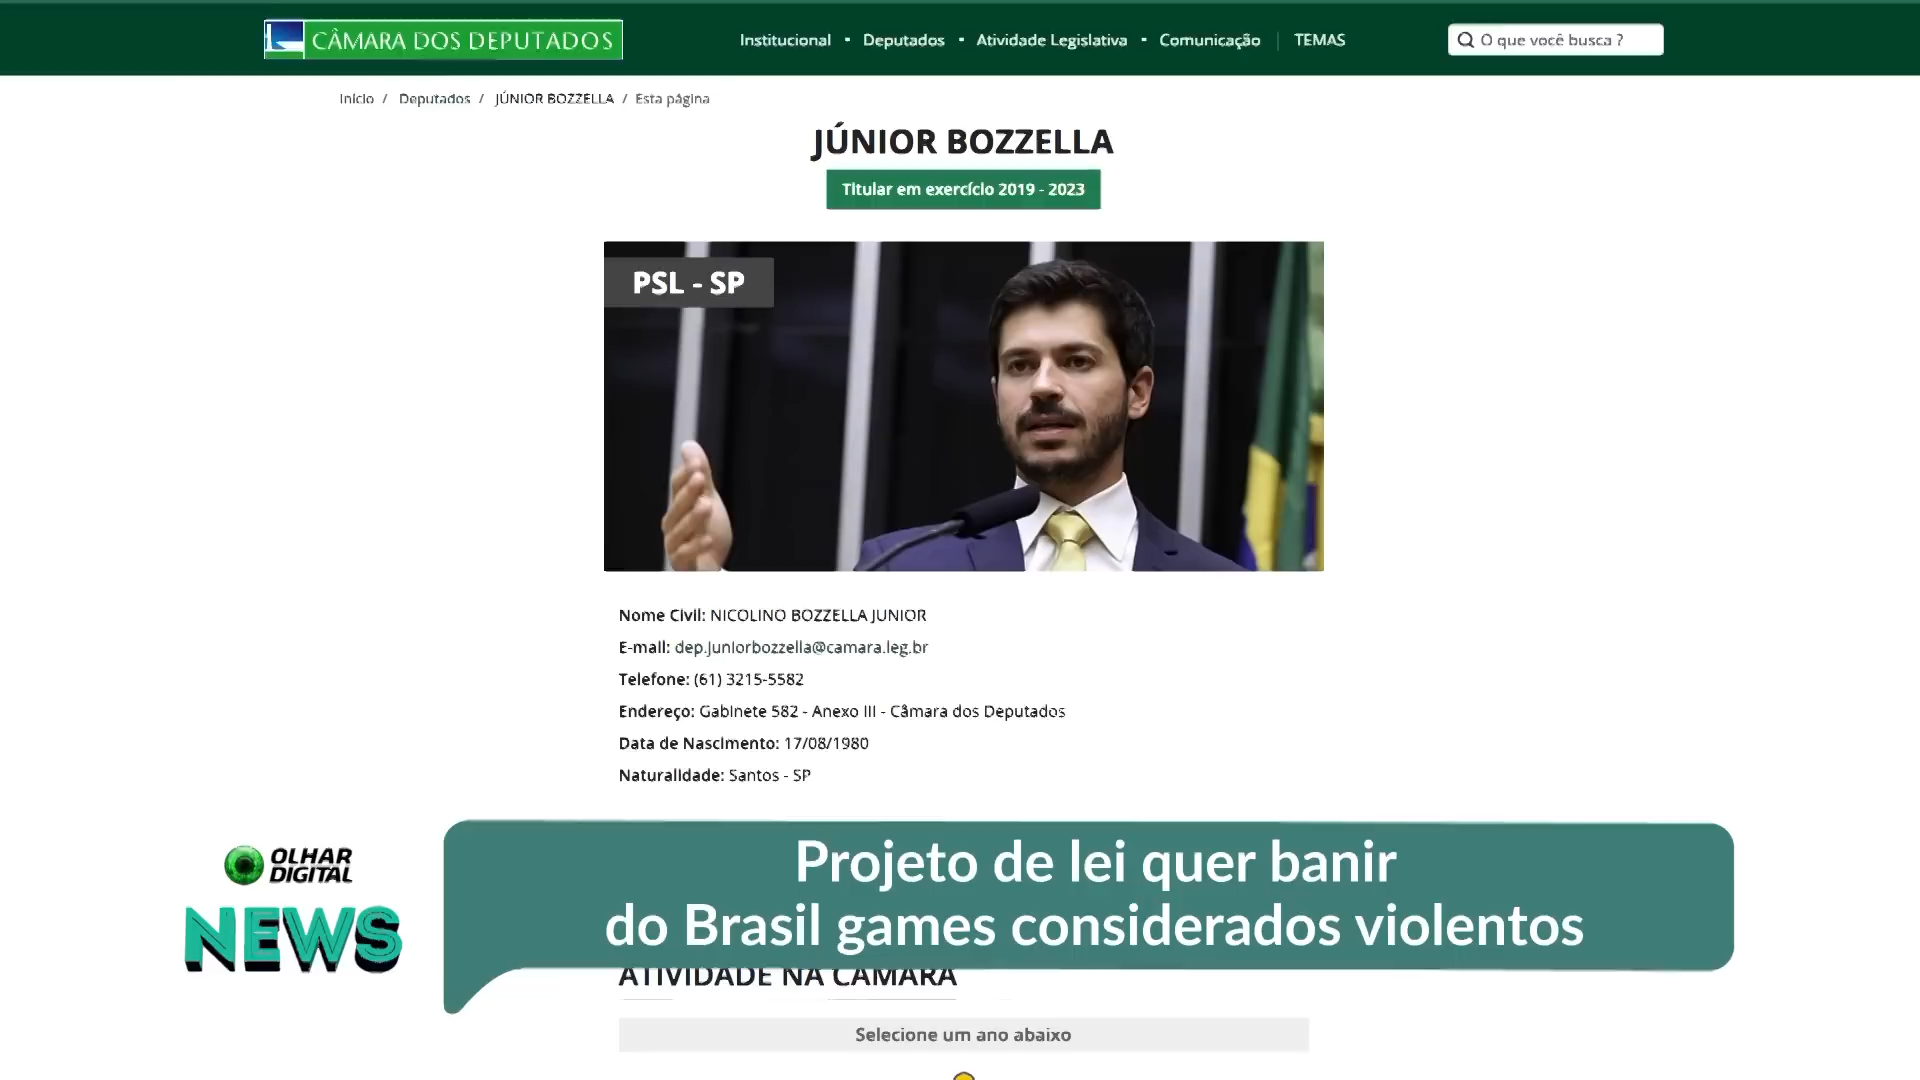 CÂMARA DOS DEPUTADOS
Institucional • Deputados • Atividade Legislativa • Comunicação | TEMAS
O que você busca ?
Início / Deputados / JÚNIOR BOZZELLA / Esta página
JÚNIOR BOZZELLA
Titular em exercício 2019 - 2023
PSL - SP
Nome Civil: NICOLINO BOZZELLA JUNIOR
E-mail: dep.juniorbozzella@camara.leg.br
Telefone: (61) 3215-5582
Endereço: Gabinete 582 - Anexo III - Câmara dos Deputados
Data de Nascimento: 17/08/1980
Naturalidade: Santos - SP
OLHAR
DIGITAL
NEWS
Projeto de lei quer banir
do Brasil games considerados violentos
ATIVIDADE NA CÂMARA
Selecione um ano abaixo